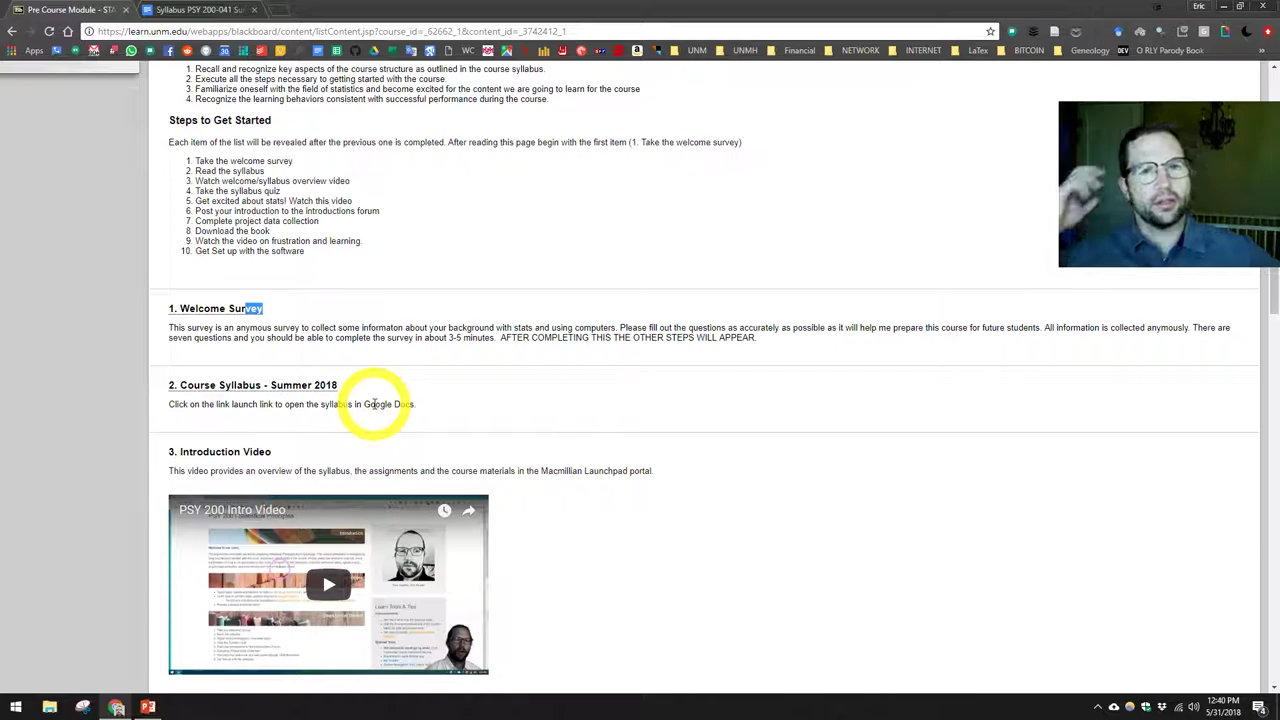 Pre Course Module - ST
Syllabus PSY 200-041 Su
https://learn.unm.edu/webapps/blackboard/content/listContent.jsp?course_id=_62662_1&content_id=_3742412_1
Apps UNM UNMH Financial NETWORK INTERNET LaTex BITCOIN Geneology DEV O RLY Parody Book
1. Recall and recognize key aspects of the course structure as outlined in the course syllabus.
2. Execute all the steps necessary to getting started with the course.
3. Familiarize oneself with the field of statistics and become excited for the content we are going to learn for the course
4. Recognize the learning behaviors consistent with successful performance during the course.
Steps to Get Started
Each item of the list will be revealed after the previous one is completed. After reading this page begin with the first item (1. Take the welcome survey)
1. Take the welcome survey
2. Read the syllabus
3. Watch welcome/syllabus overview video
4. Take the syllabus quiz
5. Get excited about stats! Watch this video
6. Post your introduction to the introductions forum
7. Complete project data collection
8. Download the book
9. Watch the video on frustration and learning.
10. Get Set up with the software
1. Welcome Survey
This survey is an anymous survey to collect some informaton about your background with stats and using computers. Please fill out the questions as accurately as possible as it will help me prepare this course for future students. All information is collected anymously. There are
seven questions and you should be able to complete the survey in about 3-5 minutes. AFTER COMPLETING THIS THE OTHER STEPS WILL APPEAR.
2. Course Syllabus - Summer 2018
Click on the link launch link to open the syllabus in Google Docs.
3. Introduction Video
This video provides an overview of the syllabus, the assignments and the course materials in the Macmillian Launchpad portal.
PSY 200 Intro Video
12:40 PM
5/31/2018